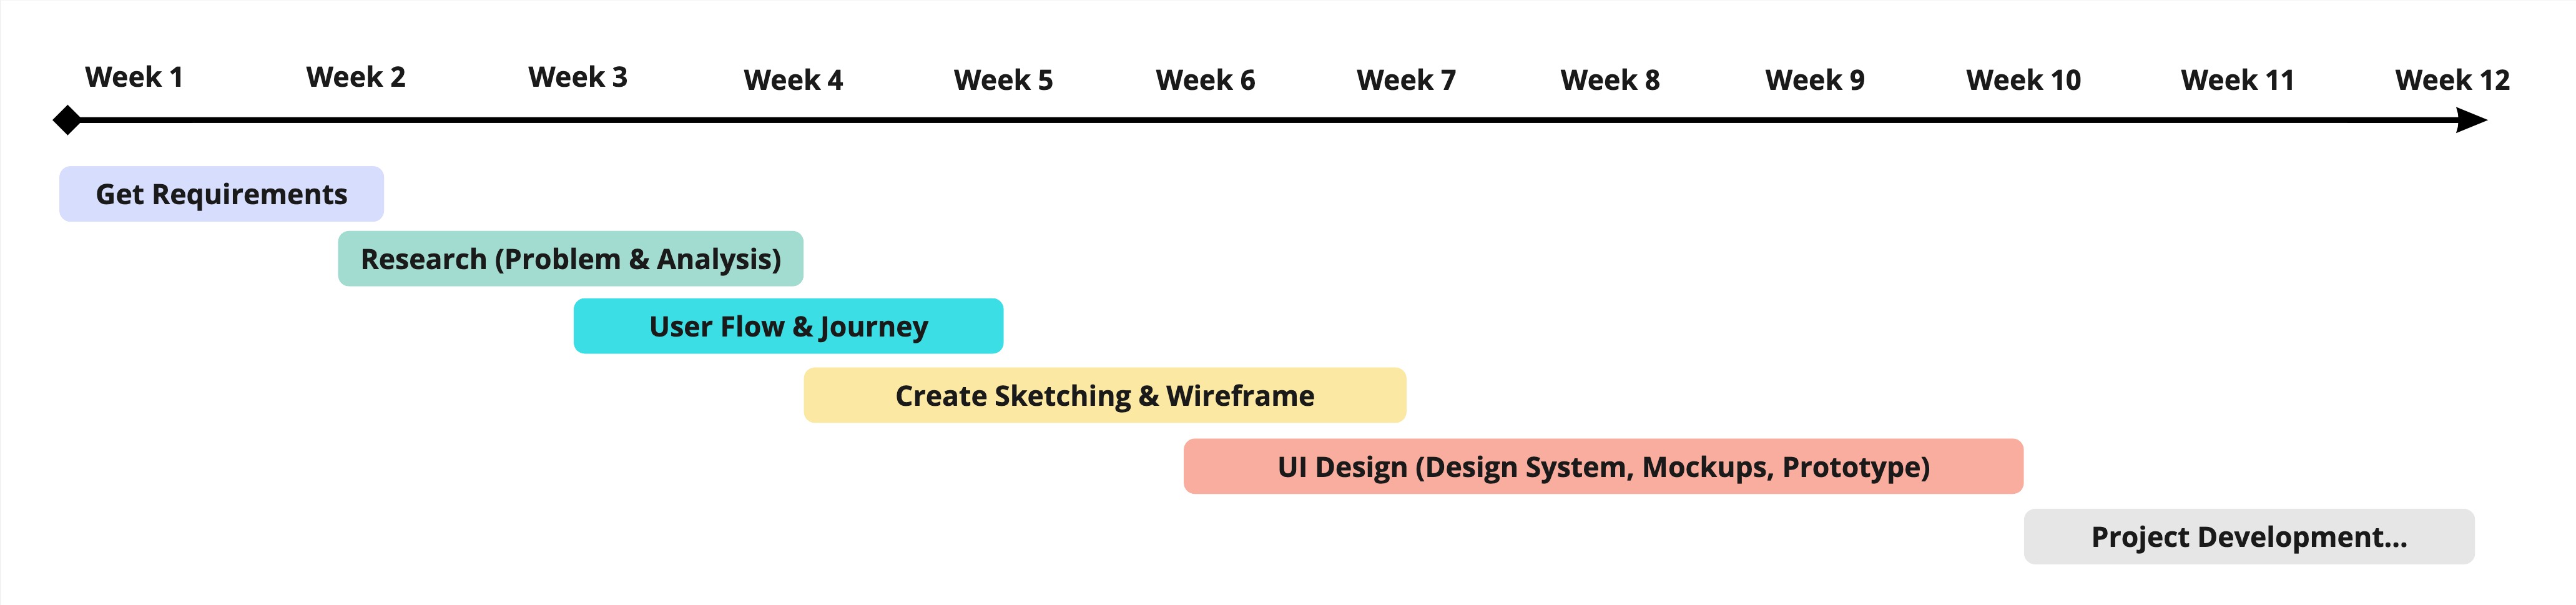 Week 1 Week 2 Week 3 Week 4 Week 5 Week 6 Week 7 Week 8 Week 9 Week 10 Week 11 Week 12
Get Requirements
Research (Problem & Analysis)
User Flow & Journey
Create Sketching & Wireframe
UI Design (Design System, Mockups, Prototype)
Project Development...